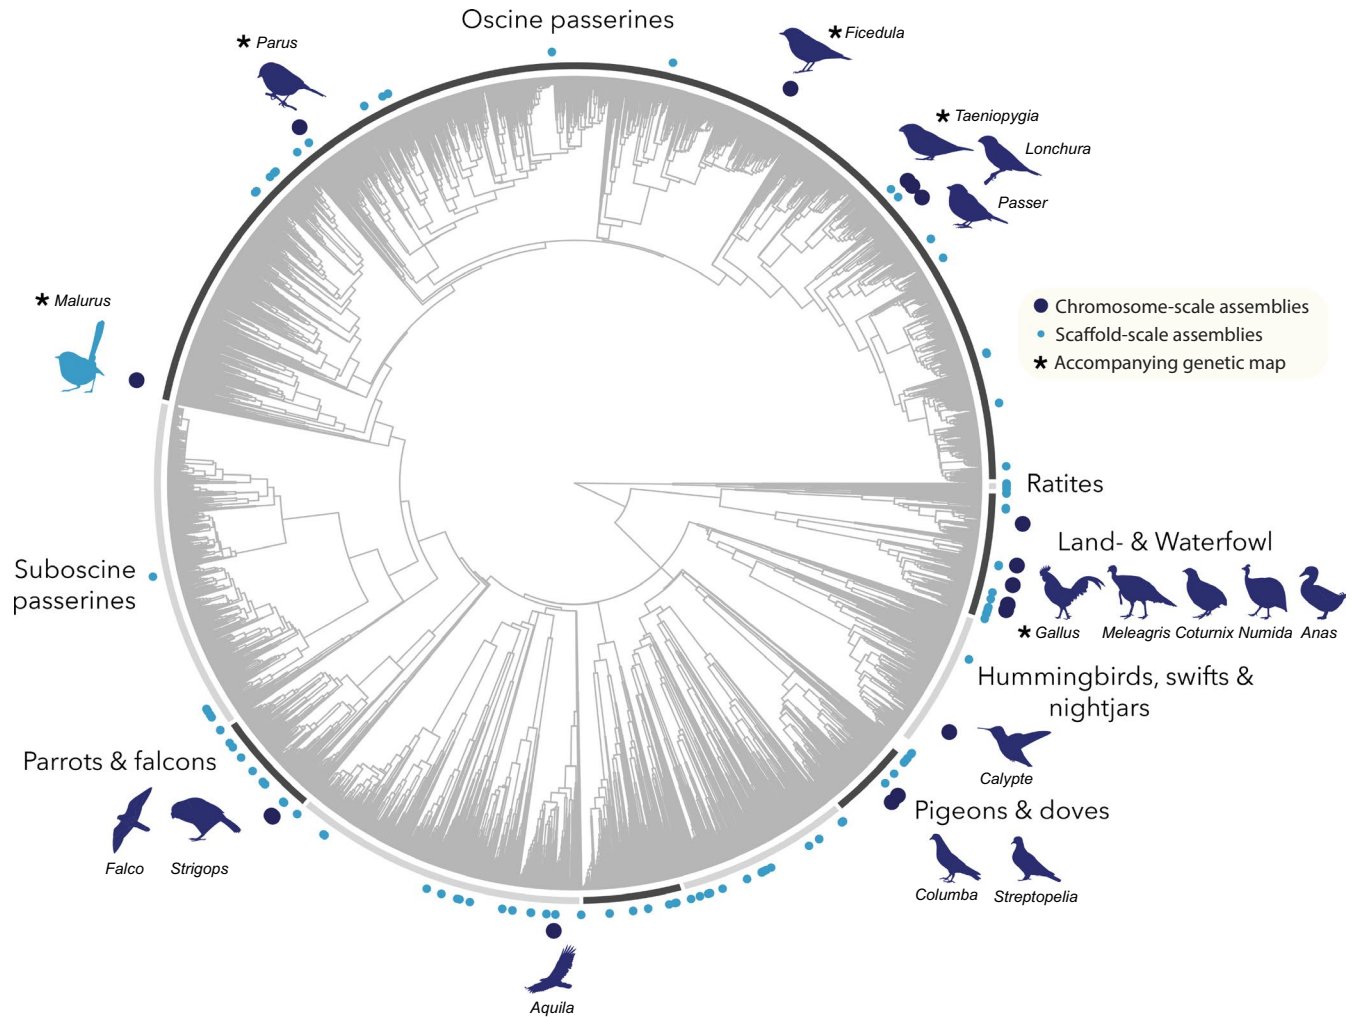 Oscine passerines
* Parus
* Ficedula
* Taeniopygia
Lonchura
Passer
* Malurus
Chromosome-scale assemblies
Scaffold-scale assemblies
* Accompanying genetic map
Ratites
Land- & Waterfowl
* Gallus Meleagris Coturnix Numida Anas
Suboscine
passerines
Hummingbirds, swifts &
nightjars
Calypte
Parrots & falcons
Falco Strigops
Pigeons & doves
Columba Streptopelia
Aquila